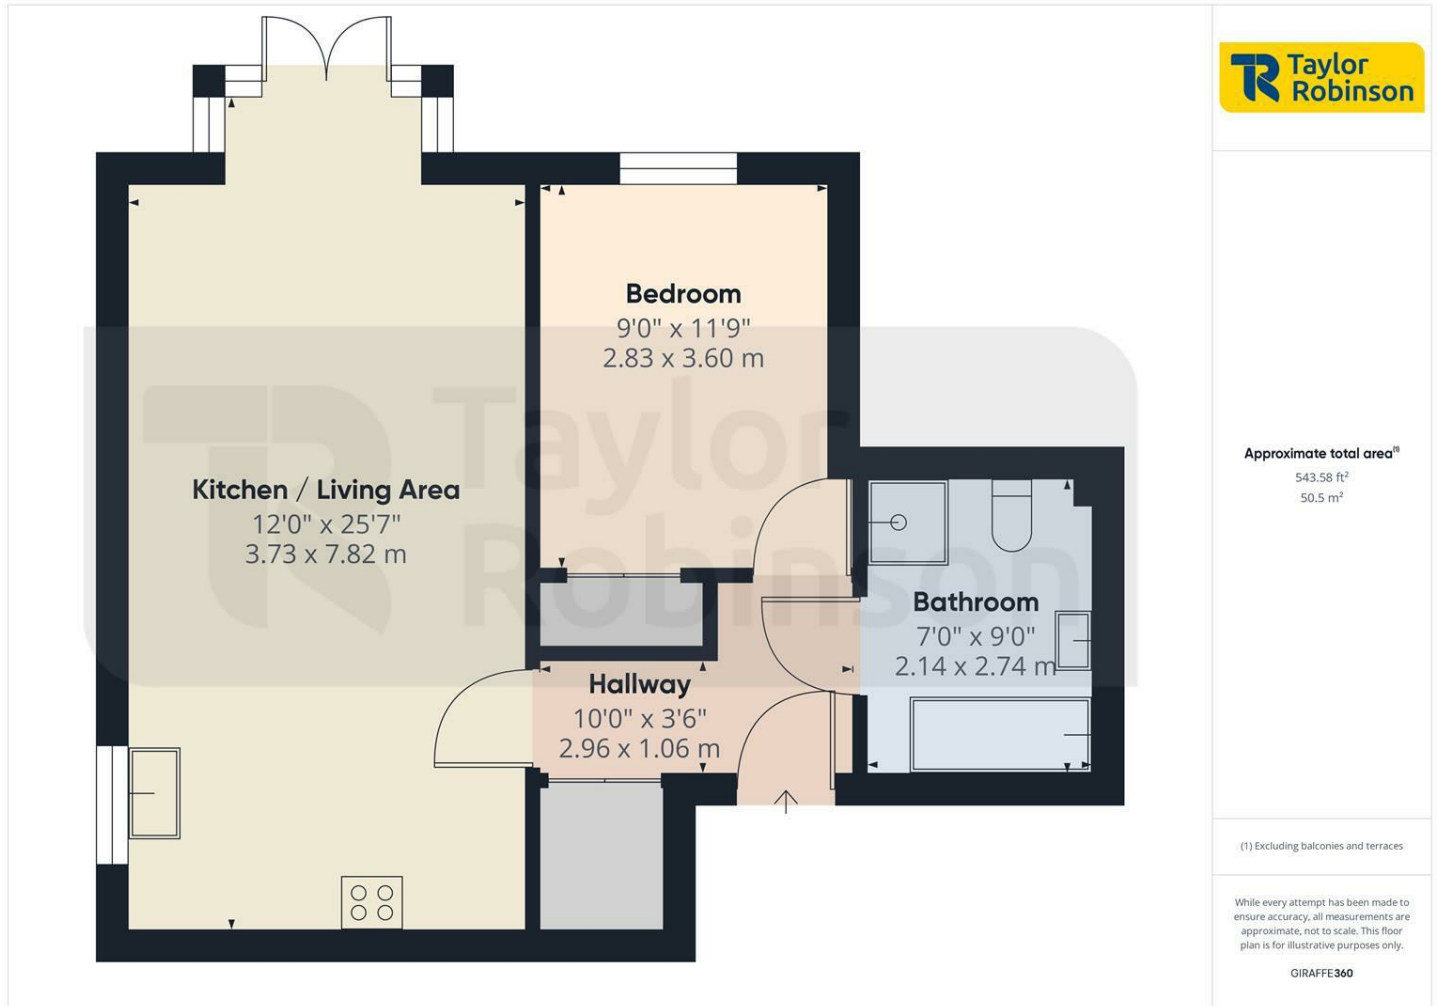 Taylor
Robinson
Bedroom
9'0" x 11'9"
2.83 x 3.60 m
Taylor
Robinson
Kitchen / Living Area
12'0" x 25'7"
3.73 x 7.82 m
Bathroom
7'0" x 9'0"
2.14 x 2.74 m
Hallway
10'0" x 3'6"
2.96 x 1.06 m
Approximate total area(1)
543.58 ft²
50.5 m²
(1) Excluding balconies and terraces
While every attempt has been made to
ensure accuracy, all measurements are
approximate, not to scale. This floor
plan is for illustrative purposes only.
GIRAFFE360